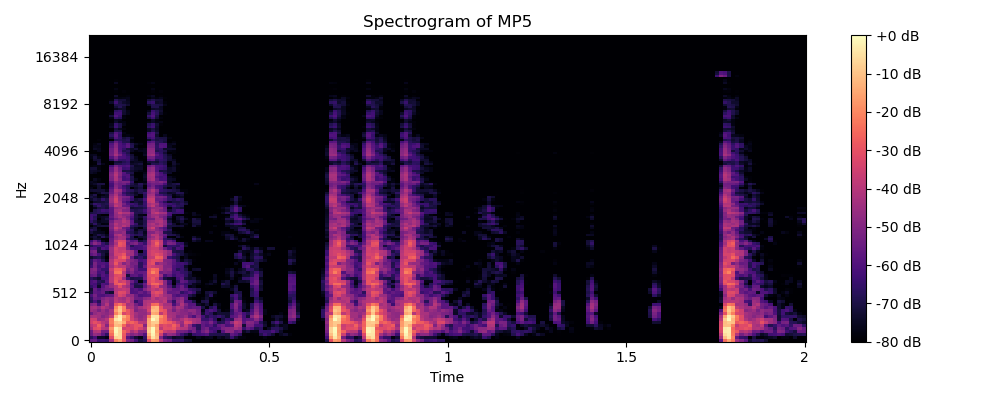 Spectrogram of MP5
Hz
16384
8192
4096
2048
1024
512
0
0
0.5
1
1.5
2
Time
+0 dB
-10 dB
-20 dB
-30 dB
-40 dB
-50 dB
-60 dB
-70 dB
-80 dB